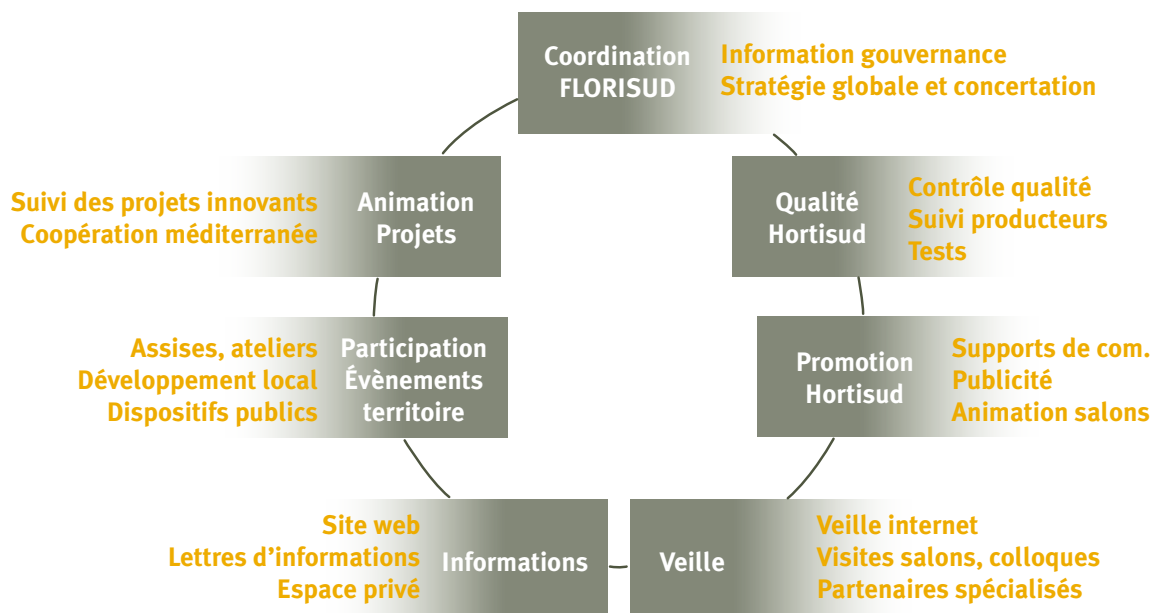 Coordination
FLORISUD
Information gouvernance
Stratégie globale et concertation
Qualité
Hortisud
Contrôle qualité
Suivi producteurs
Tests
Promotion
Hortisud
Supports de com.
Publicité
Animation salons
Veille
Veille internet
Visites salons, colloques
Partenaires spécialisés
Informations
Site web
Lettres d’informations
Espace privé
Participation
Évènements
territoire
Assises, ateliers
Développement local
Dispositifs publics
Animation
Projets
Suivi des projets innovants
Coopération méditerranée